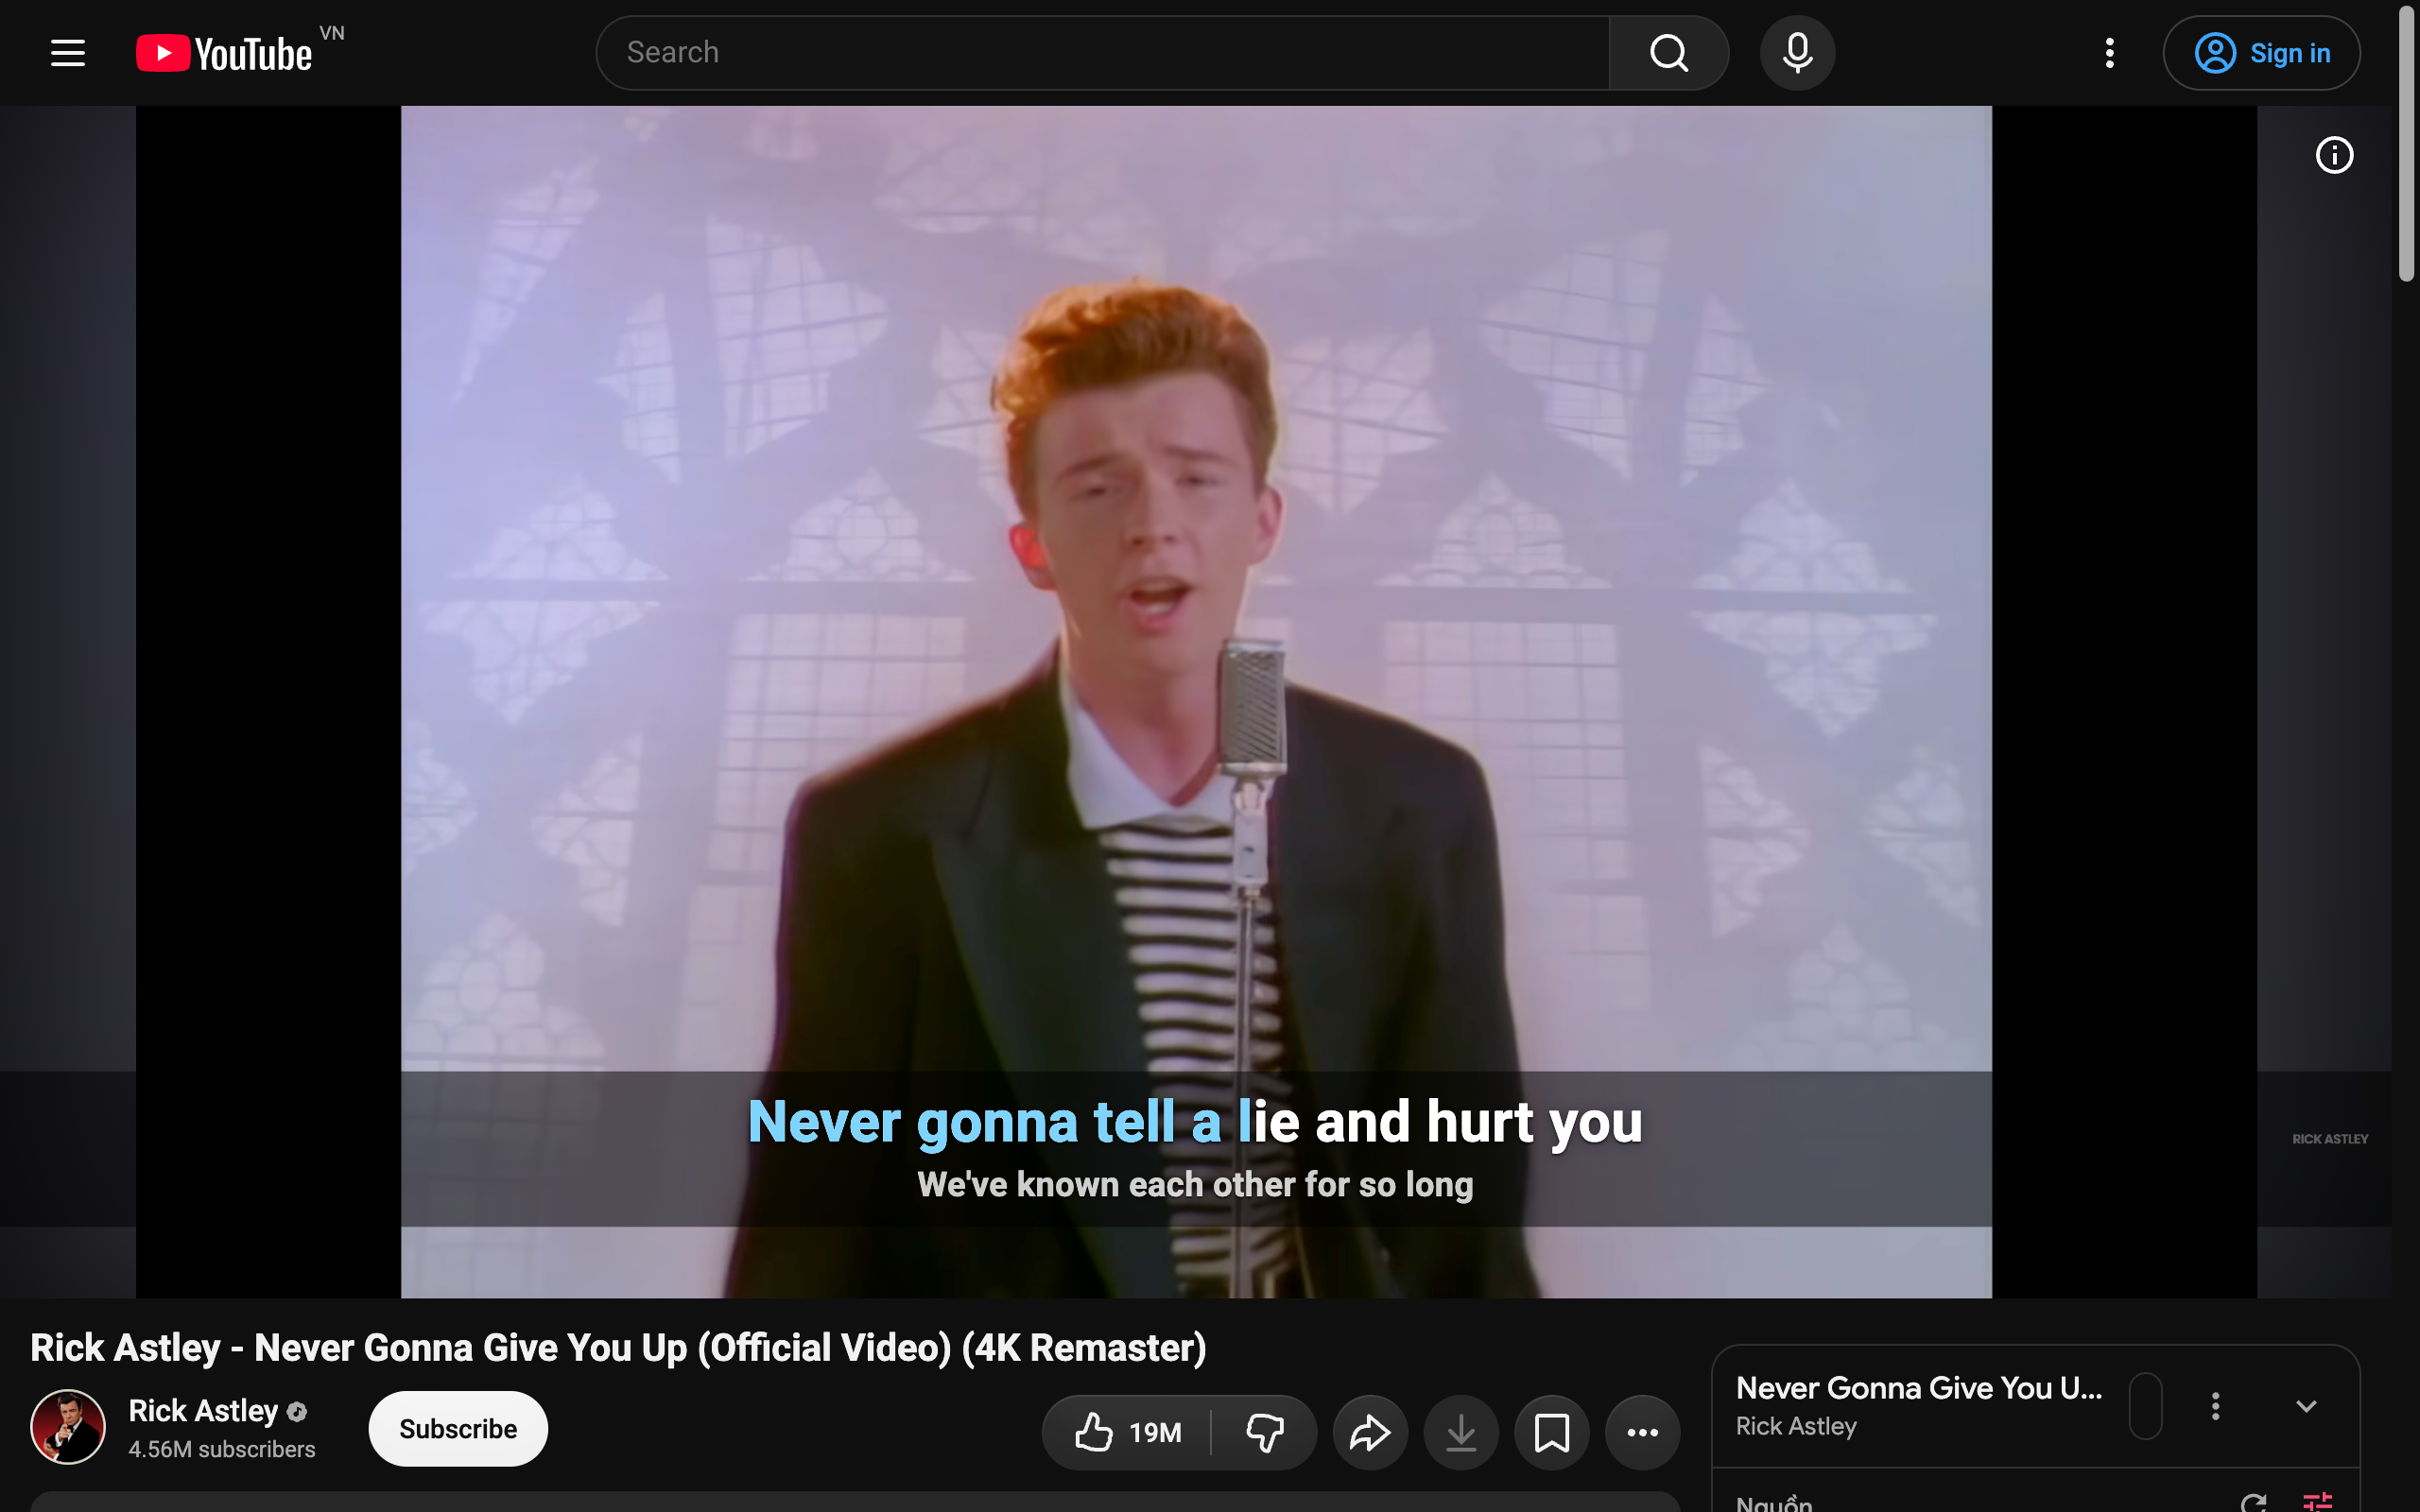 YouTube VN
Search
Sign in
Never gonna tell a lie and hurt you
We've known each other for so long
RICK ASTLEY
Rick Astley - Never Gonna Give You Up (Official Video) (4K Remaster)
Rick Astley
4.56M subscribers
Subscribe
19M
Never Gonna Give You U...
Rick Astley
Nguồn